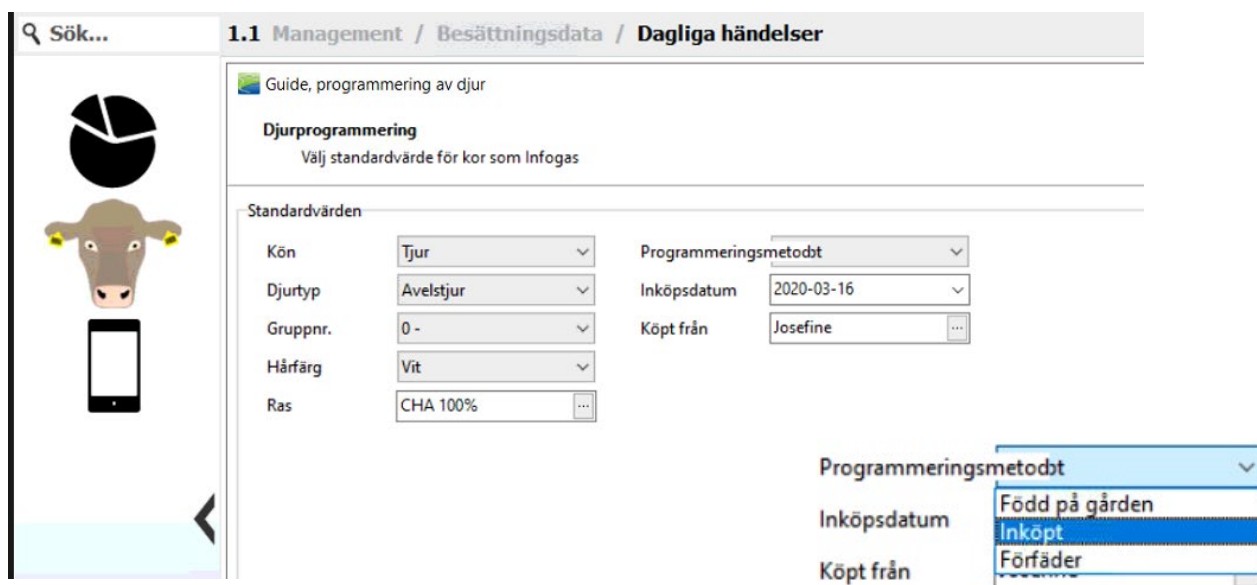 Sök...
1.1 Management / Besättningsdata / Dagliga händelser
Guide, programmering av djur
Djurprogrammering
Välj standardvärde för kor som Infogas
Standardvärden
Kön Tjur Programmeringsmetod
Djurtyp Avelstjur Inköpsdatum 2020-03-16
Gruppnr. 0 - Köpt från Josefine ...
Hårfärg Vit
Ras CHA 100% ...
Programmeringsmetod
Född på gården
Inköpsdatum Inköpt
Förfäder
Köpt från